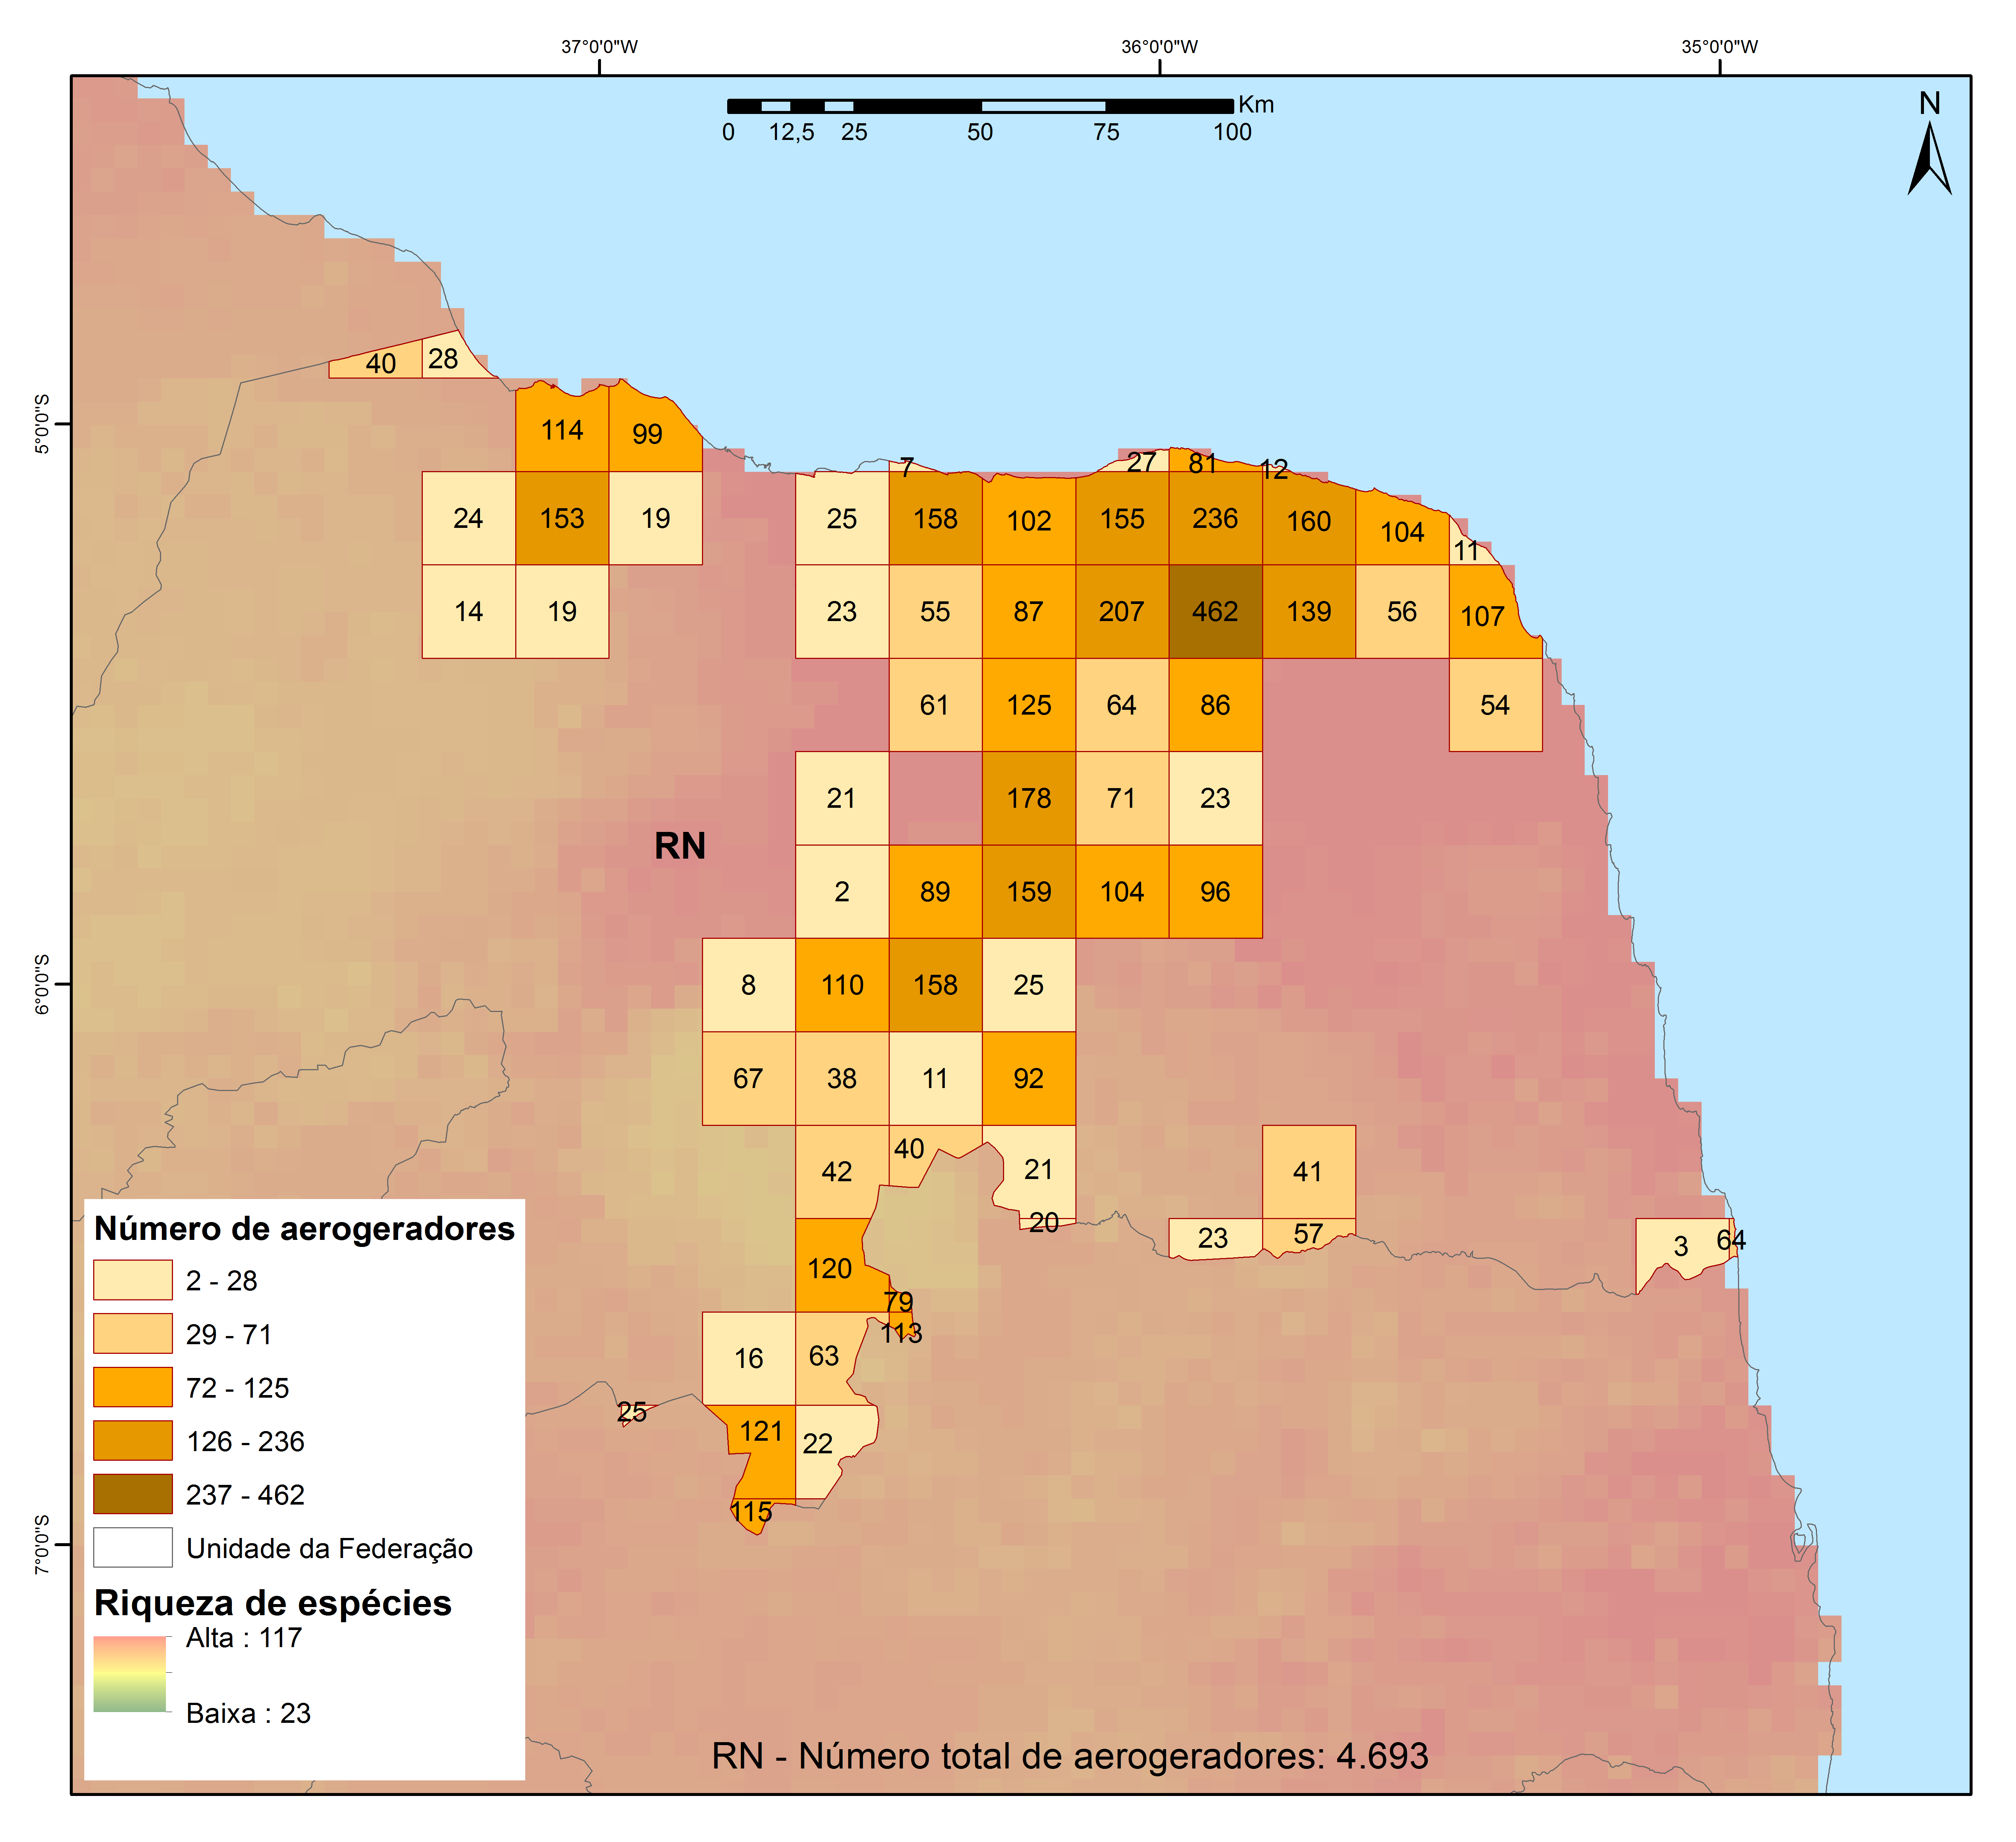 37°0'0"W 36°0'0"W 35°0'0"W
Km
0 12,5 25 50 75 100
N
40 28
5°0'0"S
114 99
7 27 81 12
24 153 19 25 158 102 155 236 160 104 11
14 19 23 55 87 207 462 139 56 107
61 125 64 86 54
21 178 71 23
RN
2 89 159 104 96
6°0'0"S
8 110 158 25
67 38 11 92
42 40 21 41
20 23 57 3 64
120
79
113
16 63
25 121 22
115
7°0'0"S
Número de aerogeradores
2 - 28
29 - 71
72 - 125
126 - 236
237 - 462
Unidade da Federação
Riqueza de espécies
Alta : 117
Baixa : 23
RN - Número total de aerogeradores: 4.693